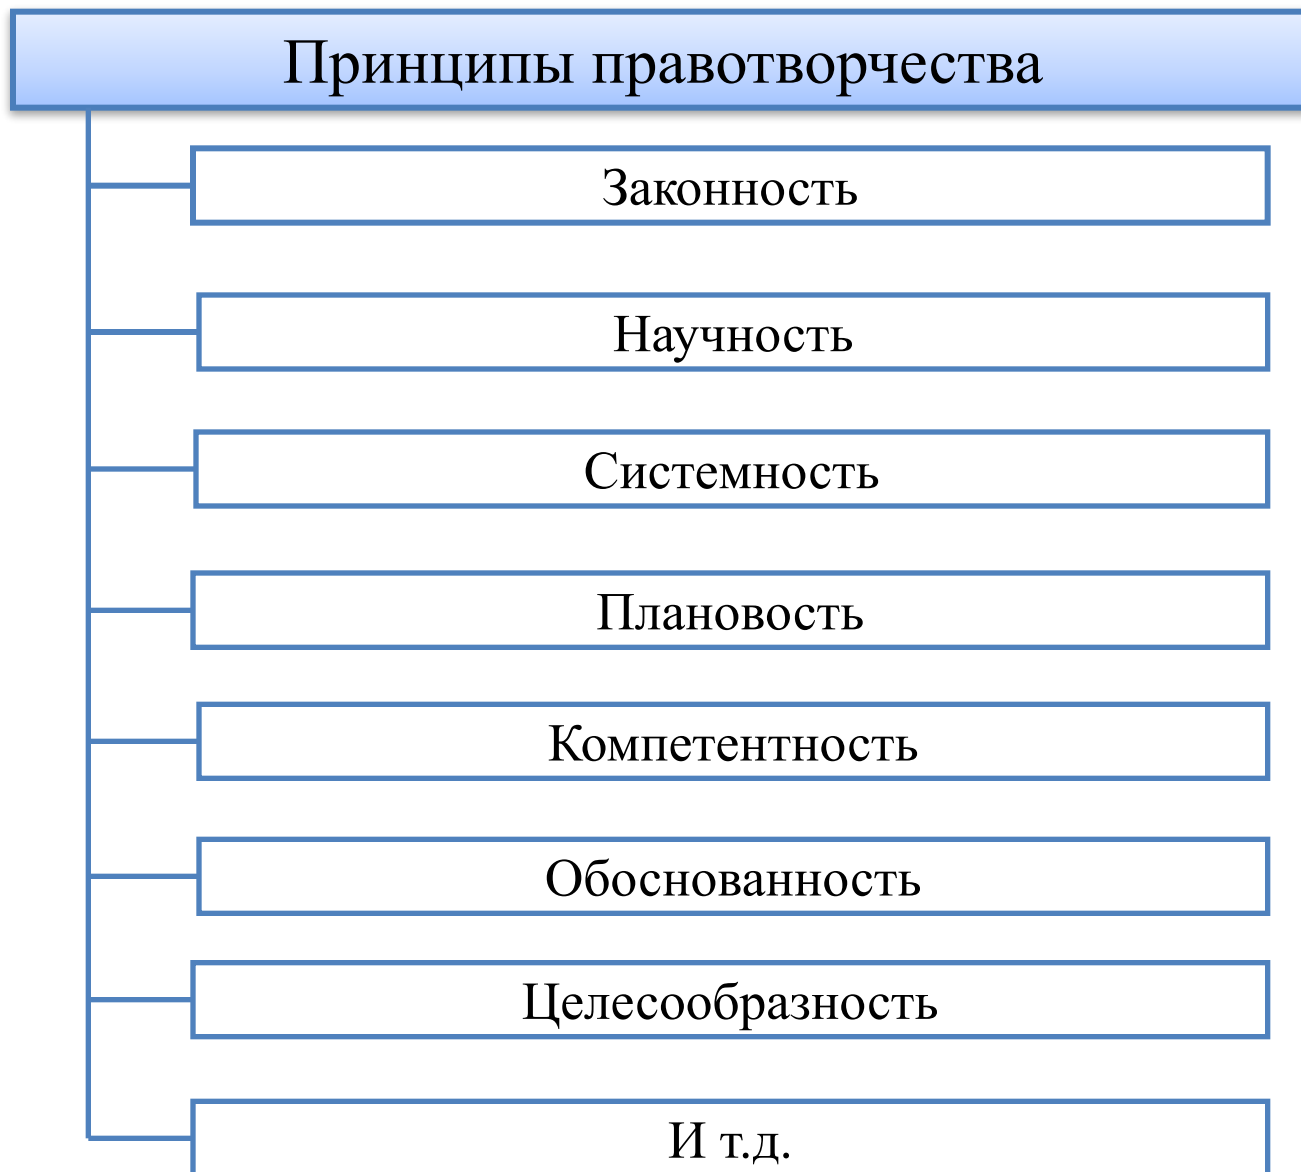 Принципы правотворчества
Законность
Научность
Системность
Плановость
Компетентность
Обоснованность
Целесообразность
И т.д.